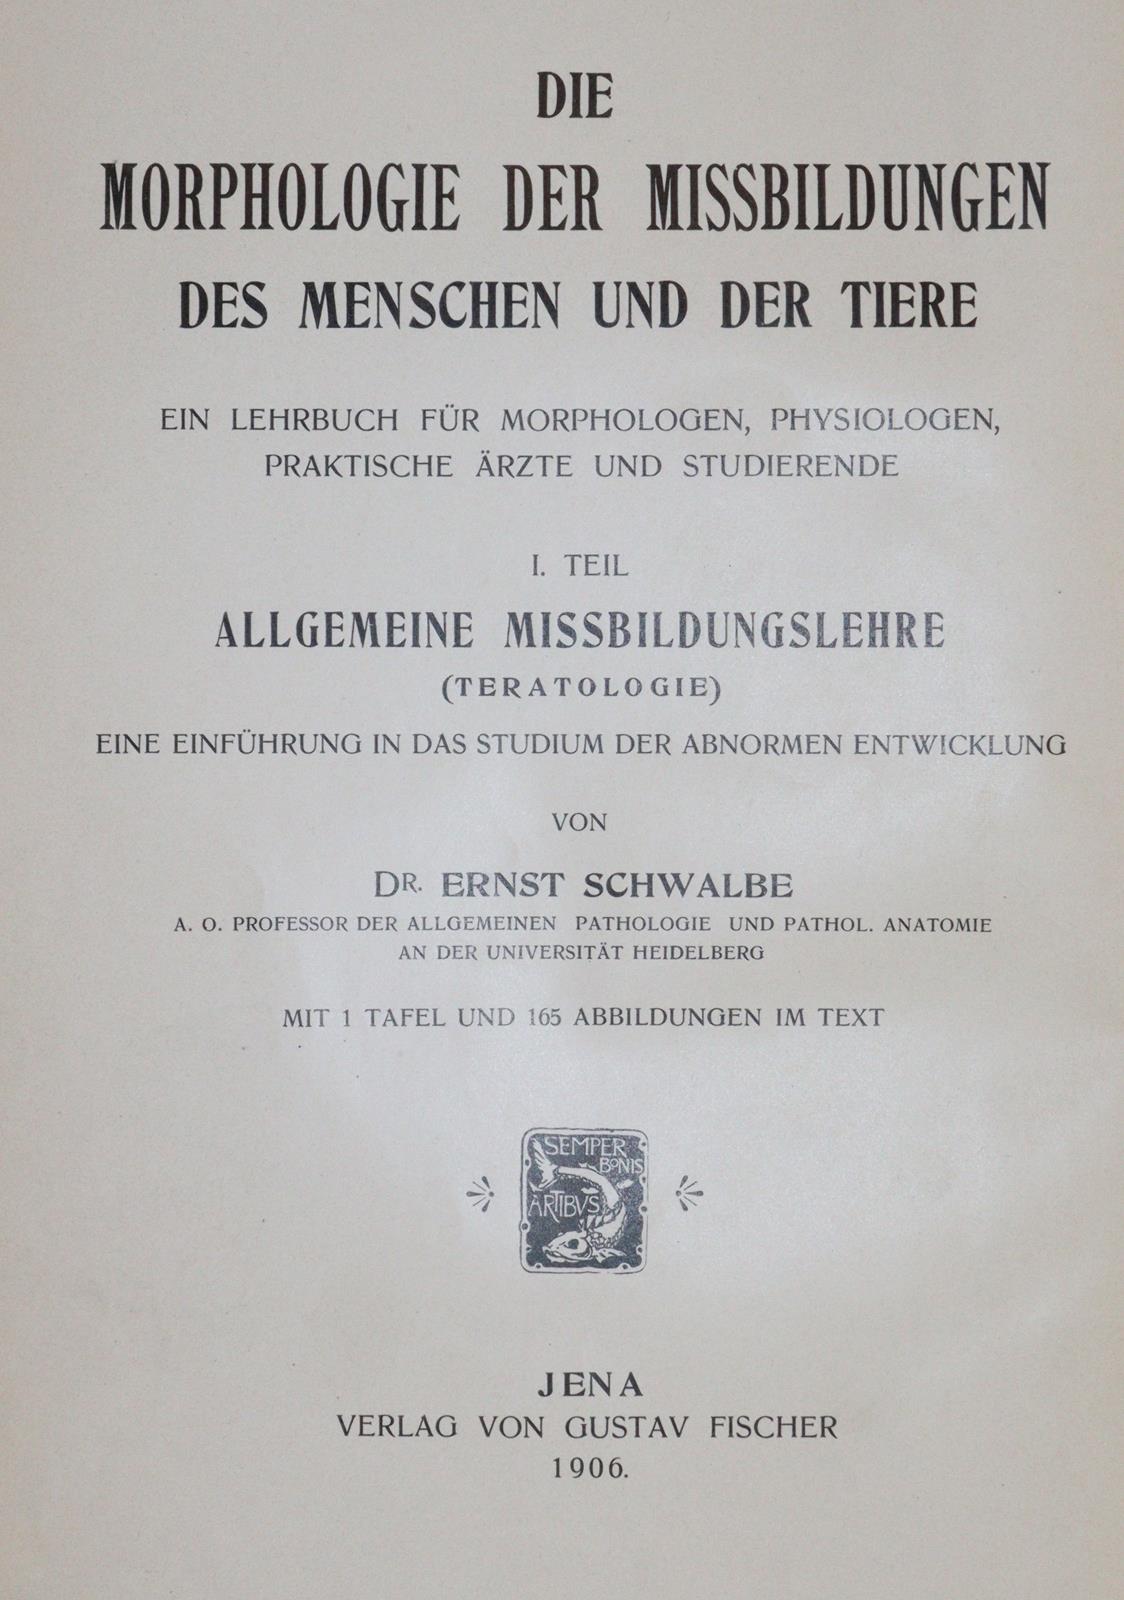 DIE
MORPHOLOGIE DER MISSBILDUNGEN
DES MENSCHEN UND DER TIERE
EIN LEHRBUCH FÜR MORPHOLOGEN, PHYSIOLOGEN,
PRAKTISCHE ÄRZTE UND STUDIERENDE
I. TEIL
ALLGEMEINE MISSBILDUNGSLEHRE
(TERATOLOGIE)
EINE EINFÜHRUNG IN DAS STUDIUM DER ABNORMEN ENTWICKLUNG
VON
DR. ERNST SCHWALBE
A. O. PROFESSOR DER ALLGEMEINEN PATHOLOGIE UND PATHOL. ANATOMIE
AN DER UNIVERSITÄT HEIDELBERG
MIT 1 TAFEL UND 165 ABBILDUNGEN IM TEXT
SEMPER
BONIS
ARTIBVS
JENA
VERLAG VON GUSTAV FISCHER
1906.